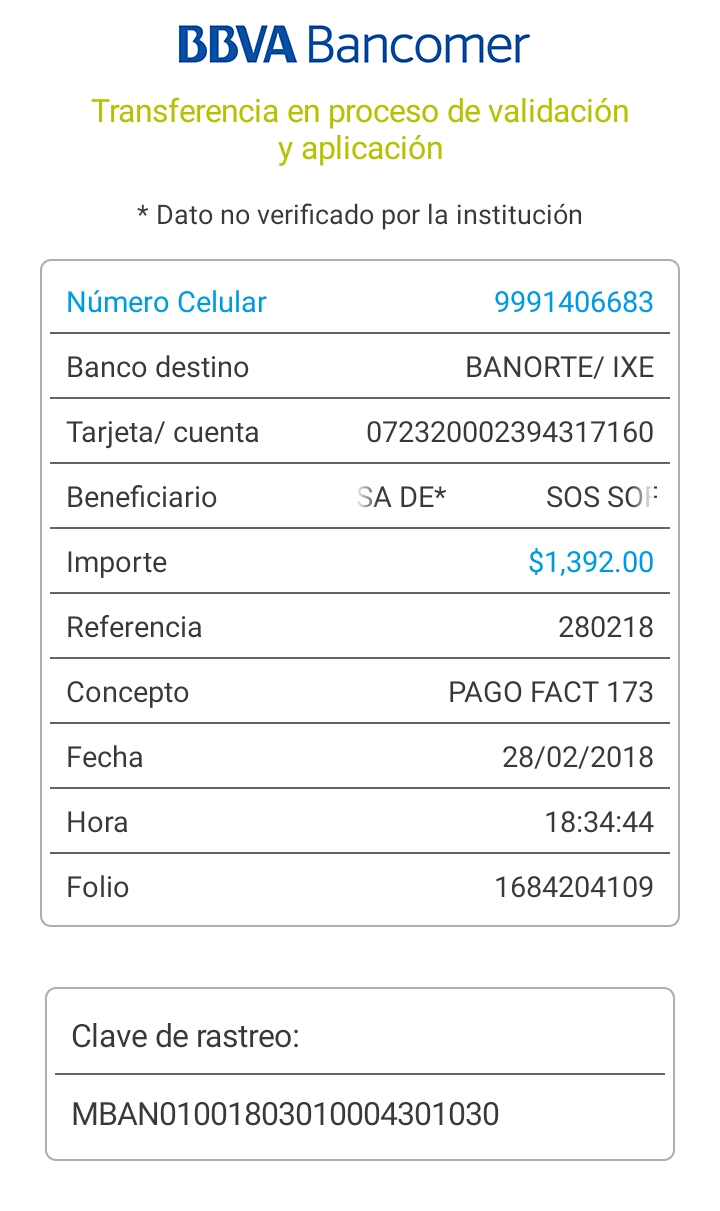 BBVA Bancomer
Transferencia en proceso de validación
y aplicación
* Dato no verificado por la institución
Número Celular 9991406683
Banco destino BANORTE/ IXE
Tarjeta/ cuenta 072320002394317160
Beneficiario SA DE* SOS
Importe $1,392.00
Referencia 280218
Concepto PAGO FACT 173
Fecha 28/02/2018
Hora 18:34:44
Folio 1684204109
Clave de rastreo:
MBAN01001803010004301030